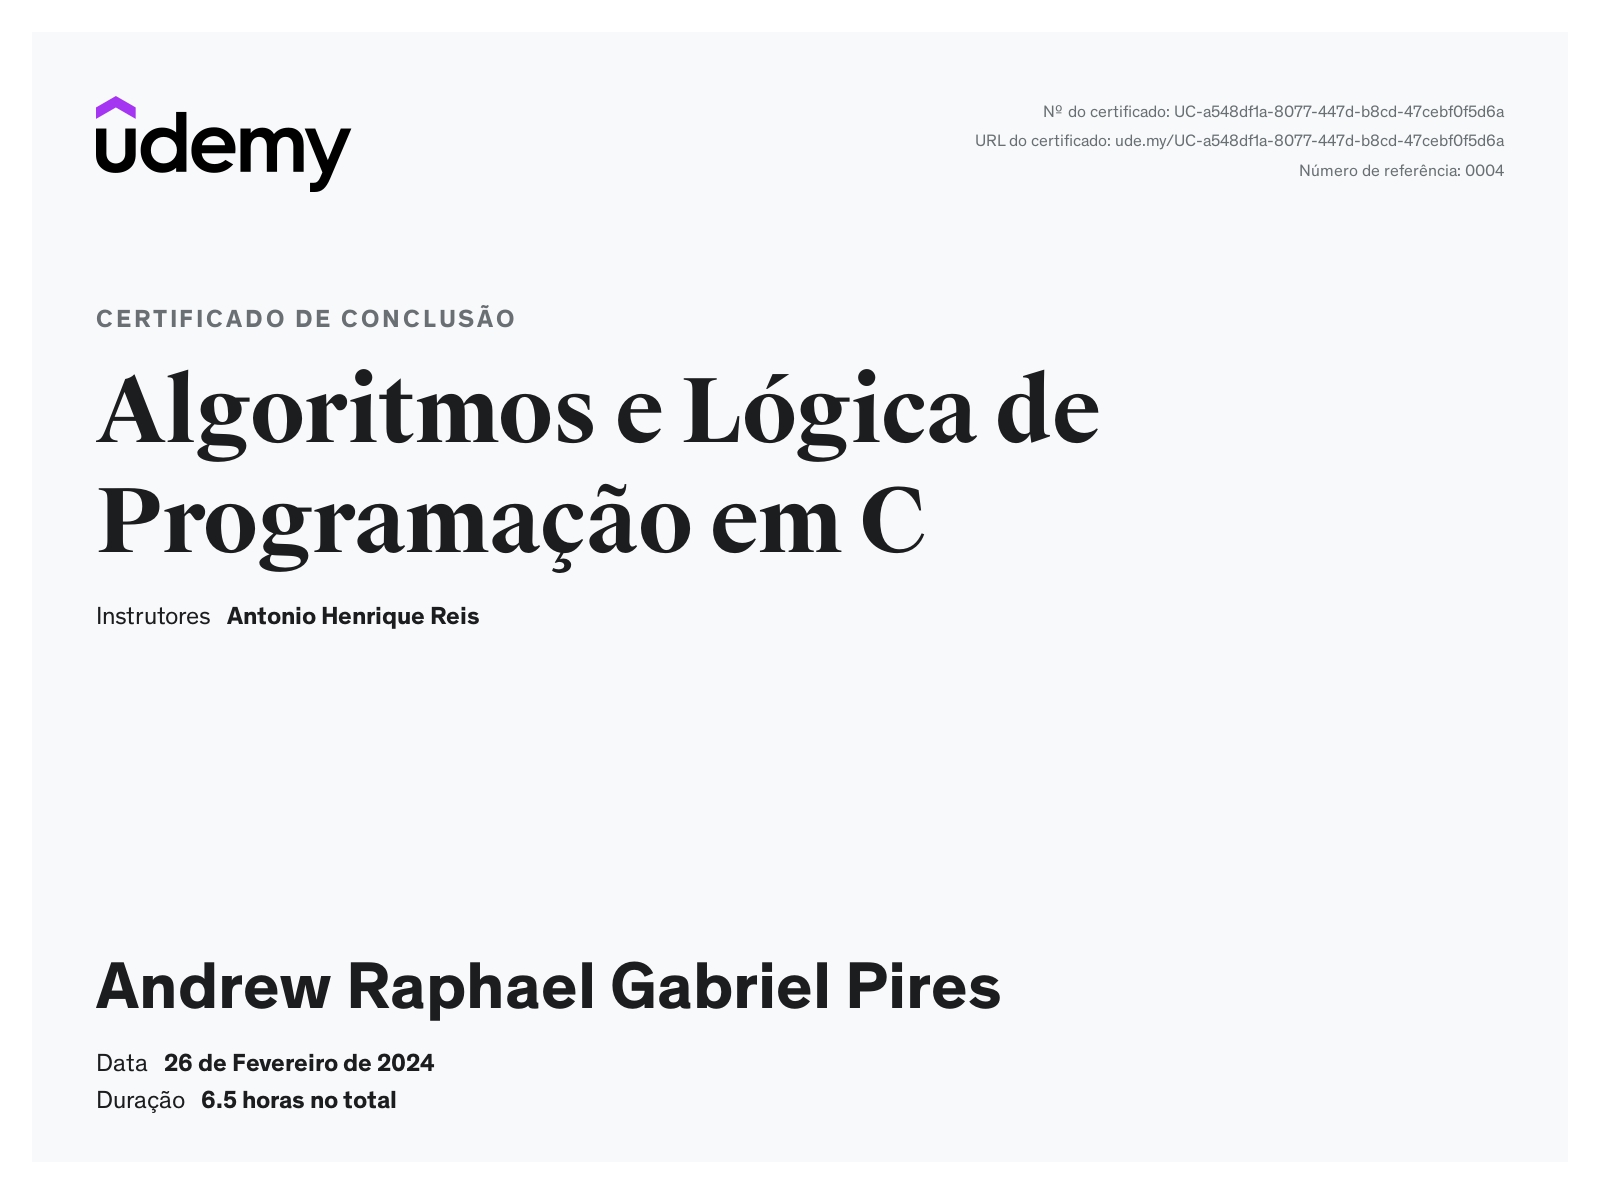 udemy
Nº do certificado: UC-a548df1a-8077-447d-b8cd-47cebf0f5d6a
URL do certificado: ude.my/UC-a548df1a-8077-447d-b8cd-47cebf0f5d6a
Número de referência: 0004
CERTIFICADO DE CONCLUSÃO
Algoritmos e Lógica de
Programação em C
Instrutores Antonio Henrique Reis
Andrew Raphael Gabriel Pires
Data 26 de Fevereiro de 2024
Duração 6.5 horas no total